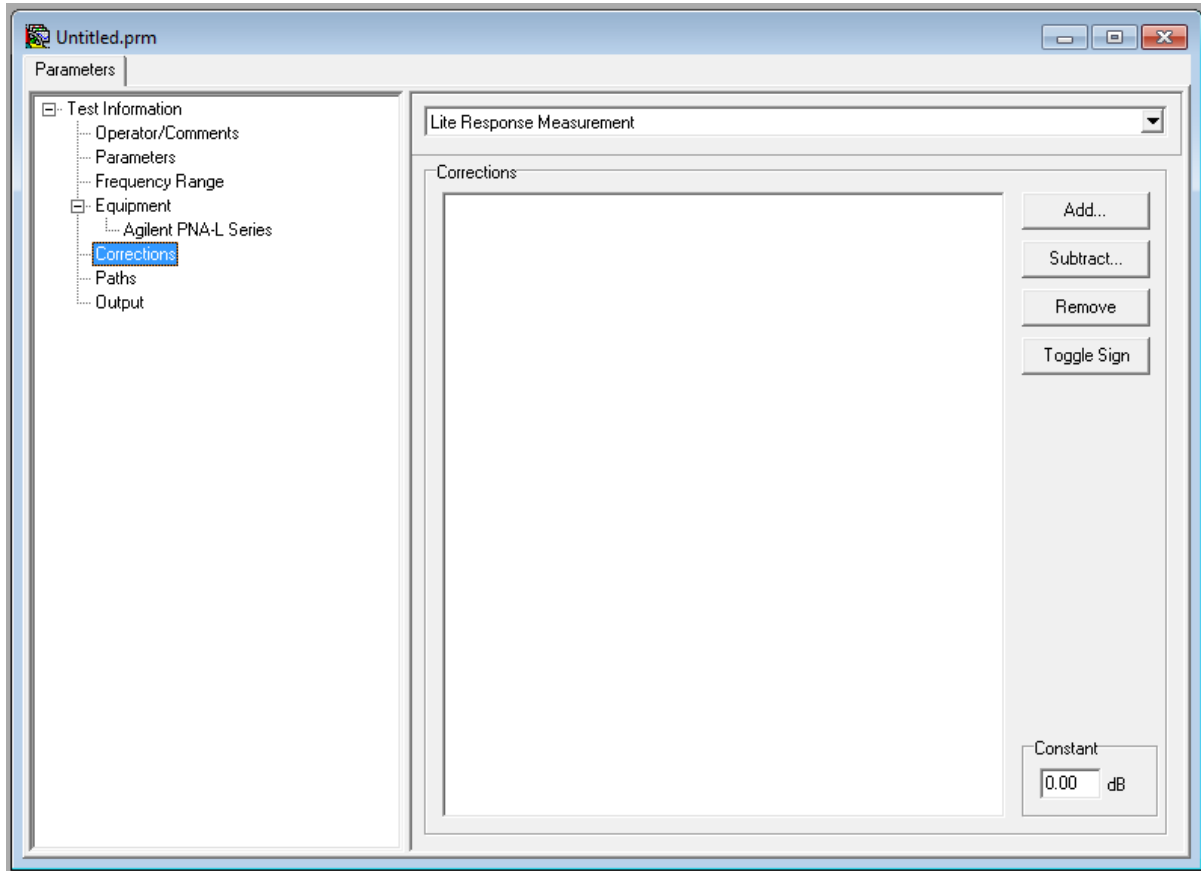 Untitled.prm
Parameters
Test Information
Operator/Comments
Parameters
Frequency Range
Equipment
Agilent PNA-L Series
Corrections
Paths
Output
Lite Response Measurement
Corrections
Add...
Subtract...
Remove
Toggle Sign
Constant
0.00 dB